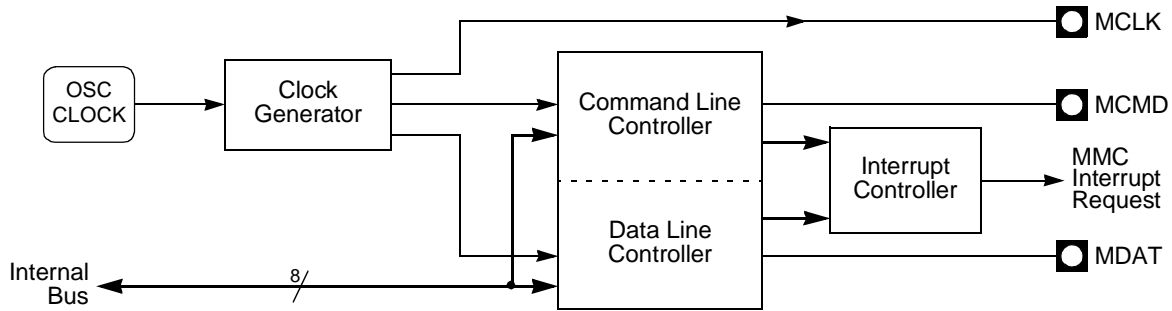 MCLK
OSC
CLOCK
Clock
Generator
Command Line
Controller
MCMD
Interrupt
Controller
MMC
Interrupt
Request
Data Line
Controller
MDAT
Internal
Bus
8